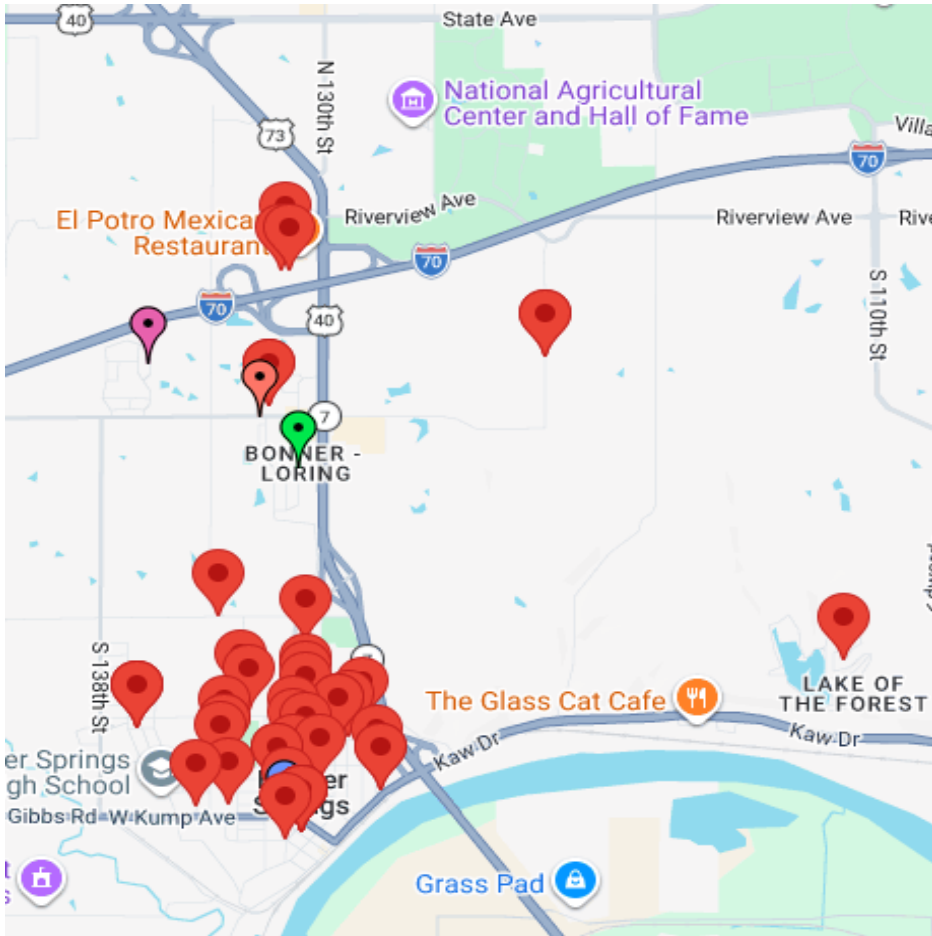 40
State Ave
N 130th St
National Agricultural
Center and Hall of Fame
73
Villa
70
El Potro Mexica
Restaurant
Riverview Ave
Riverview Ave
Rive
70
70
40
S 110th St
7
BONNER -
LORING
S 138th St
LAKE OF
THE FOREST
The Glass Cat Cafe
Kaw Dr
Kaw Dr
er Springs
gh School
Gibbs Rd
W Kump Ave
Grass Pad